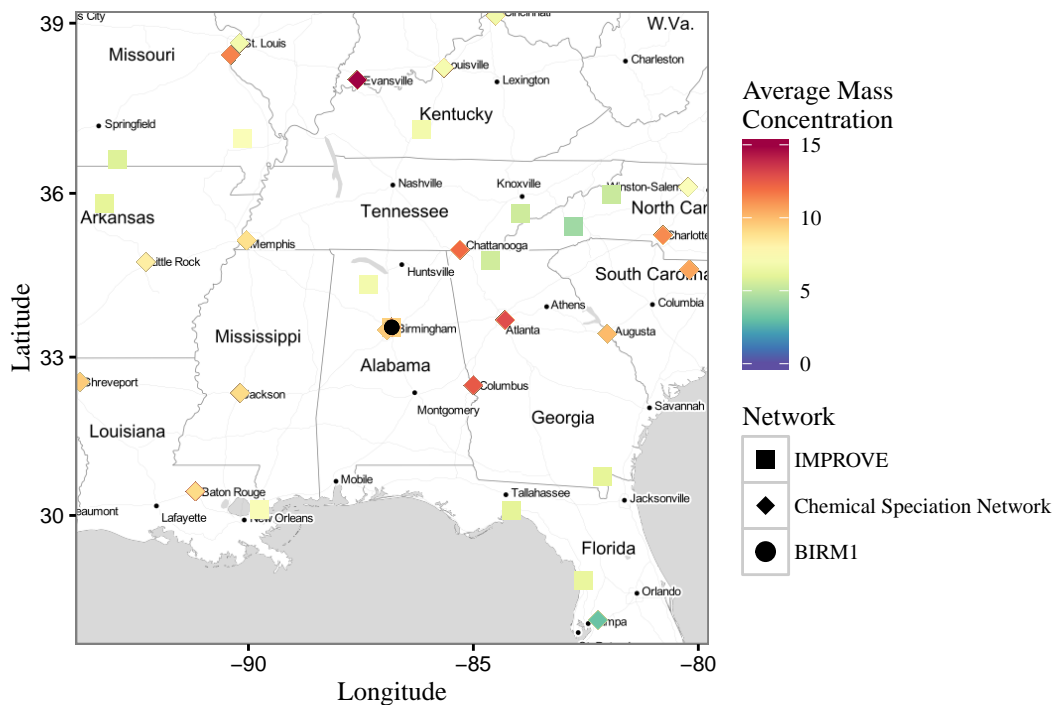 39
36
33
30
Latitude
s City
St. Louis
Missouri
Cincinnati
W.Va.
Charleston
Evansville
ouisville
Lexington
Kentucky
Springfield
Nashville
Knoxville
Winston-Salem
Tennessee
North Car
Arkansas
Memphis
Chattanooga
Charlotte
Little Rock
Huntsville
South Carolina
Athens
Columbia
Mississippi
Birmingham
Atlanta
Augusta
Alabama
Shreveport
Jackson
Columbus
Montgomery
Georgia
Savannah
Louisiana
Mobile
Baton Rouge
Tallahassee
Jacksonville
eaumont
Lafayette
New Orleans
Florida
Orlando
mpa
−90
−85
−80
Longitude
Average Mass
Concentration
15
10
5
0
Network
IMPROVE
Chemical Speciation Network
BIRM1